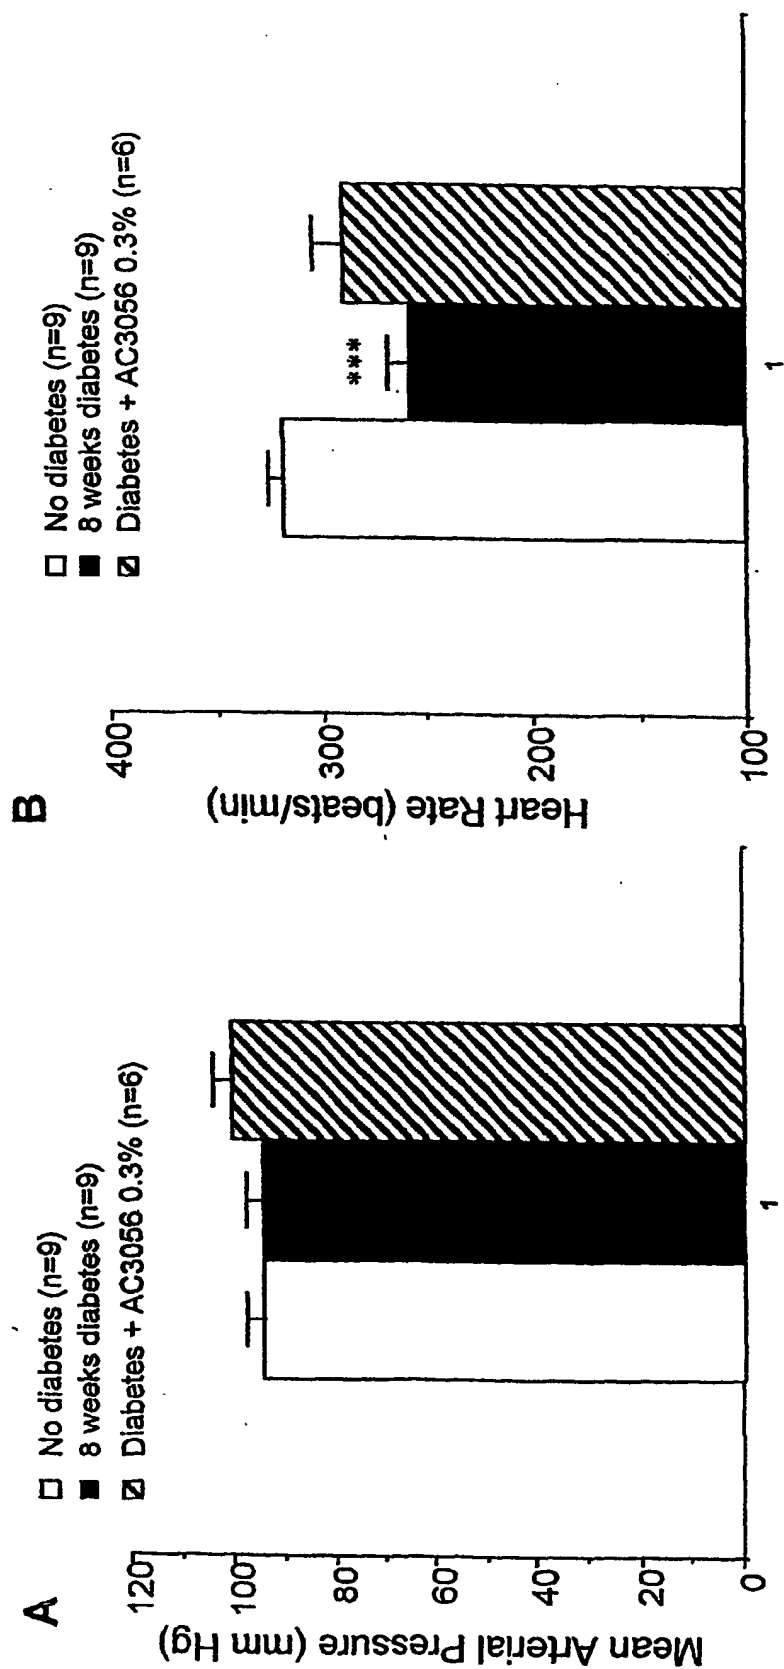 A
□ No diabetes (n=9)
■ 8 weeks diabetes (n=9)
▨ Diabetes + AC3056 0.3% (n=6)
Mean Arterial Pressure (mm Hg)
120
100
80
60
40
20
0
1
B
□ No diabetes (n=9)
■ 8 weeks diabetes (n=9)
▨ Diabetes + AC3056 0.3% (n=6)
Heart Rate (beats/min)
400
300
200
100
***
1